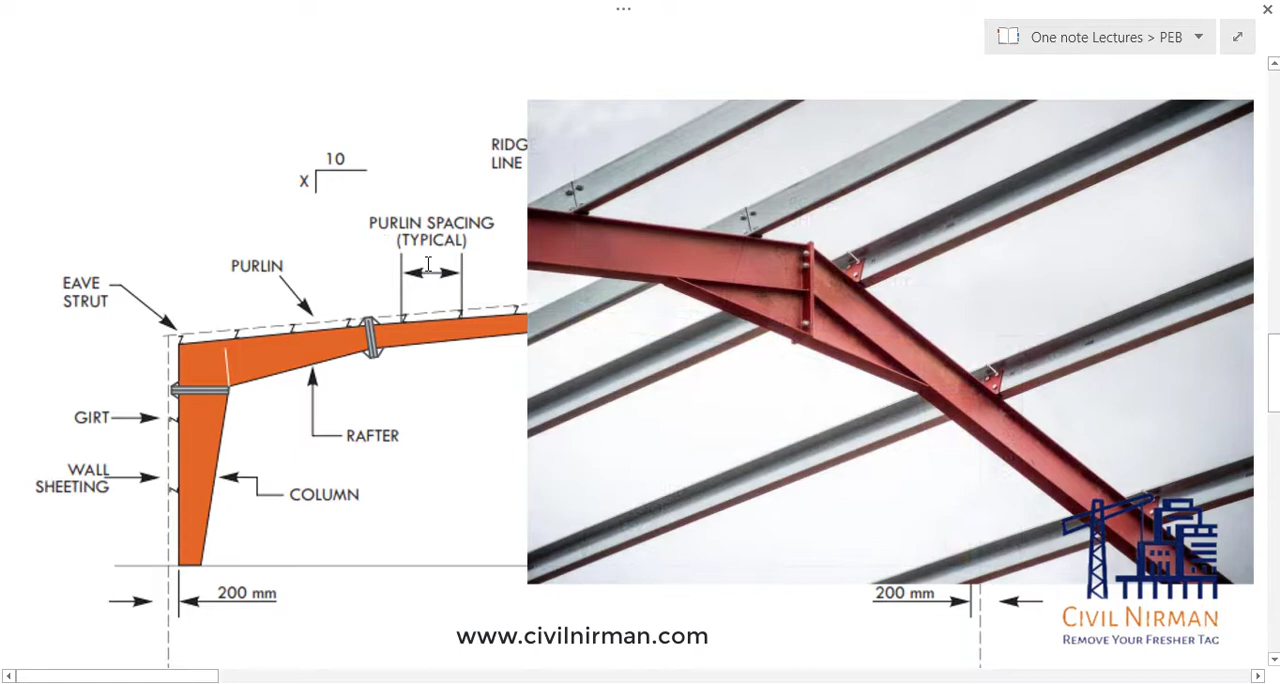 One note Lectures > PEB
10
X
RIDG
LINE
PURLIN SPACING
(TYPICAL)
PURLIN
EAVE
STRUT
GIRT
RAFTER
WALL
SHEETING
COLUMN
200 mm
200 mm
www.civilnirman.com
CIVIL NIRMAN
REMOVE YOUR FRESHER TAG